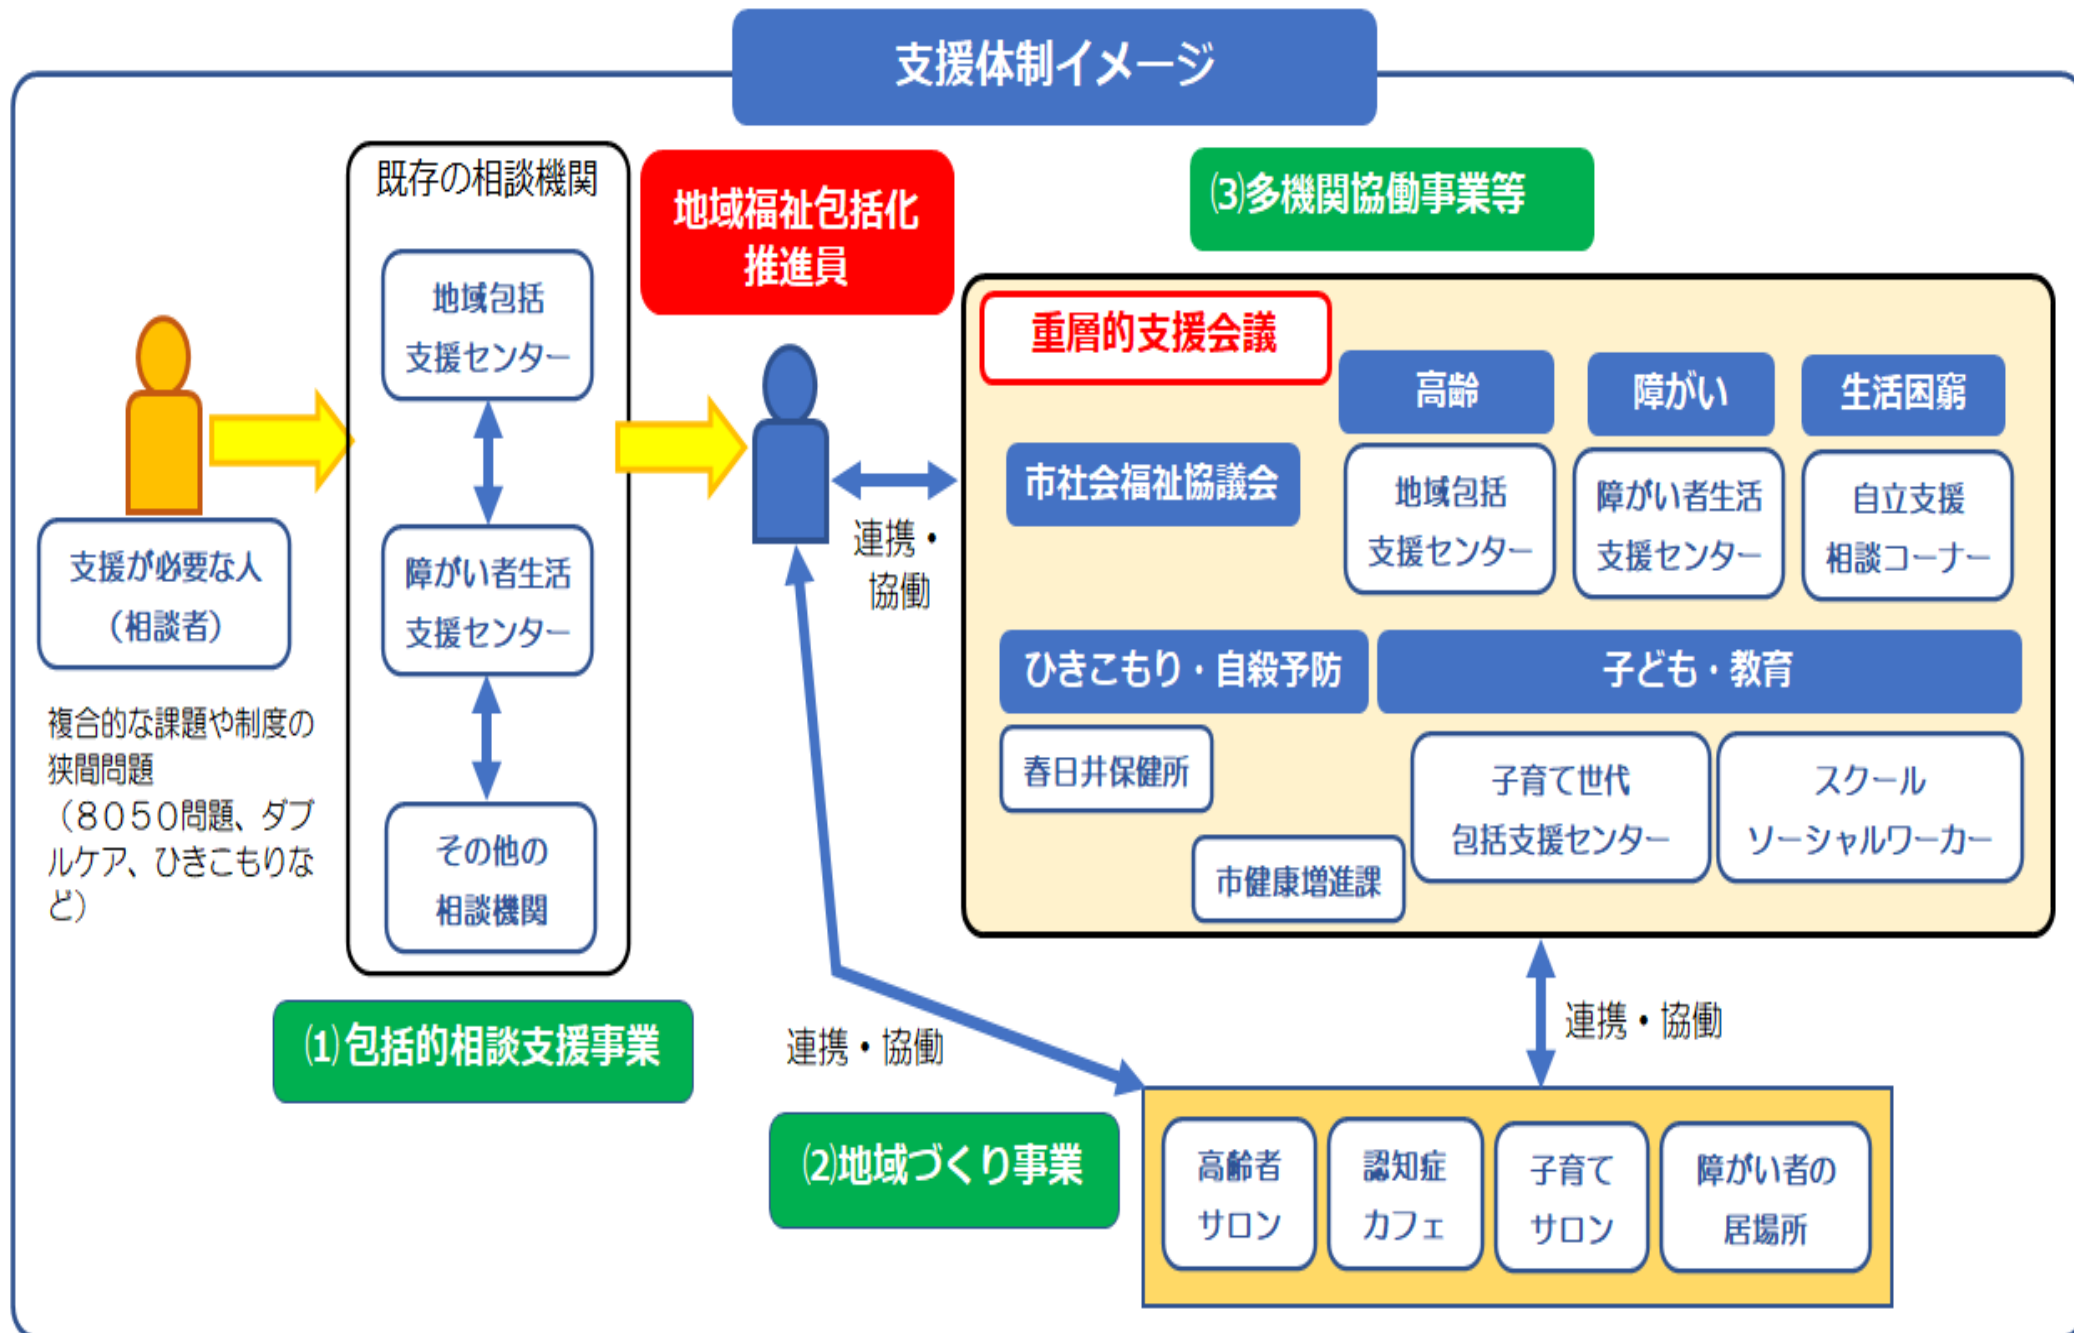 支援体制イメージ
既存の相談機関
地域包括
支援センター
障がい者生活
支援センター
その他の
相談機関
支援が必要な人
（相談者）
複合的な課題や制度の
狭間問題
（８０５０問題、ダブ
ルケア、ひきこもりな
ど）
⑴包括的相談支援事業
地域福祉包括化
推進員
連携・
協働
⑶多機関協働事業等
重層的支援会議
市社会福祉協議会
高齢
地域包括
支援センター
障がい
障がい者生活
支援センター
生活困窮
自立支援
相談コーナー
ひきこもり・自殺予防
春日井保健所
市健康増進課
子ども・教育
子育て世代
包括支援センター
スクール
ソーシャルワーカー
連携・協働
連携・協働
⑵地域づくり事業
高齢者
サロン
認知症
カフェ
子育て
サロン
障がい者の
居場所